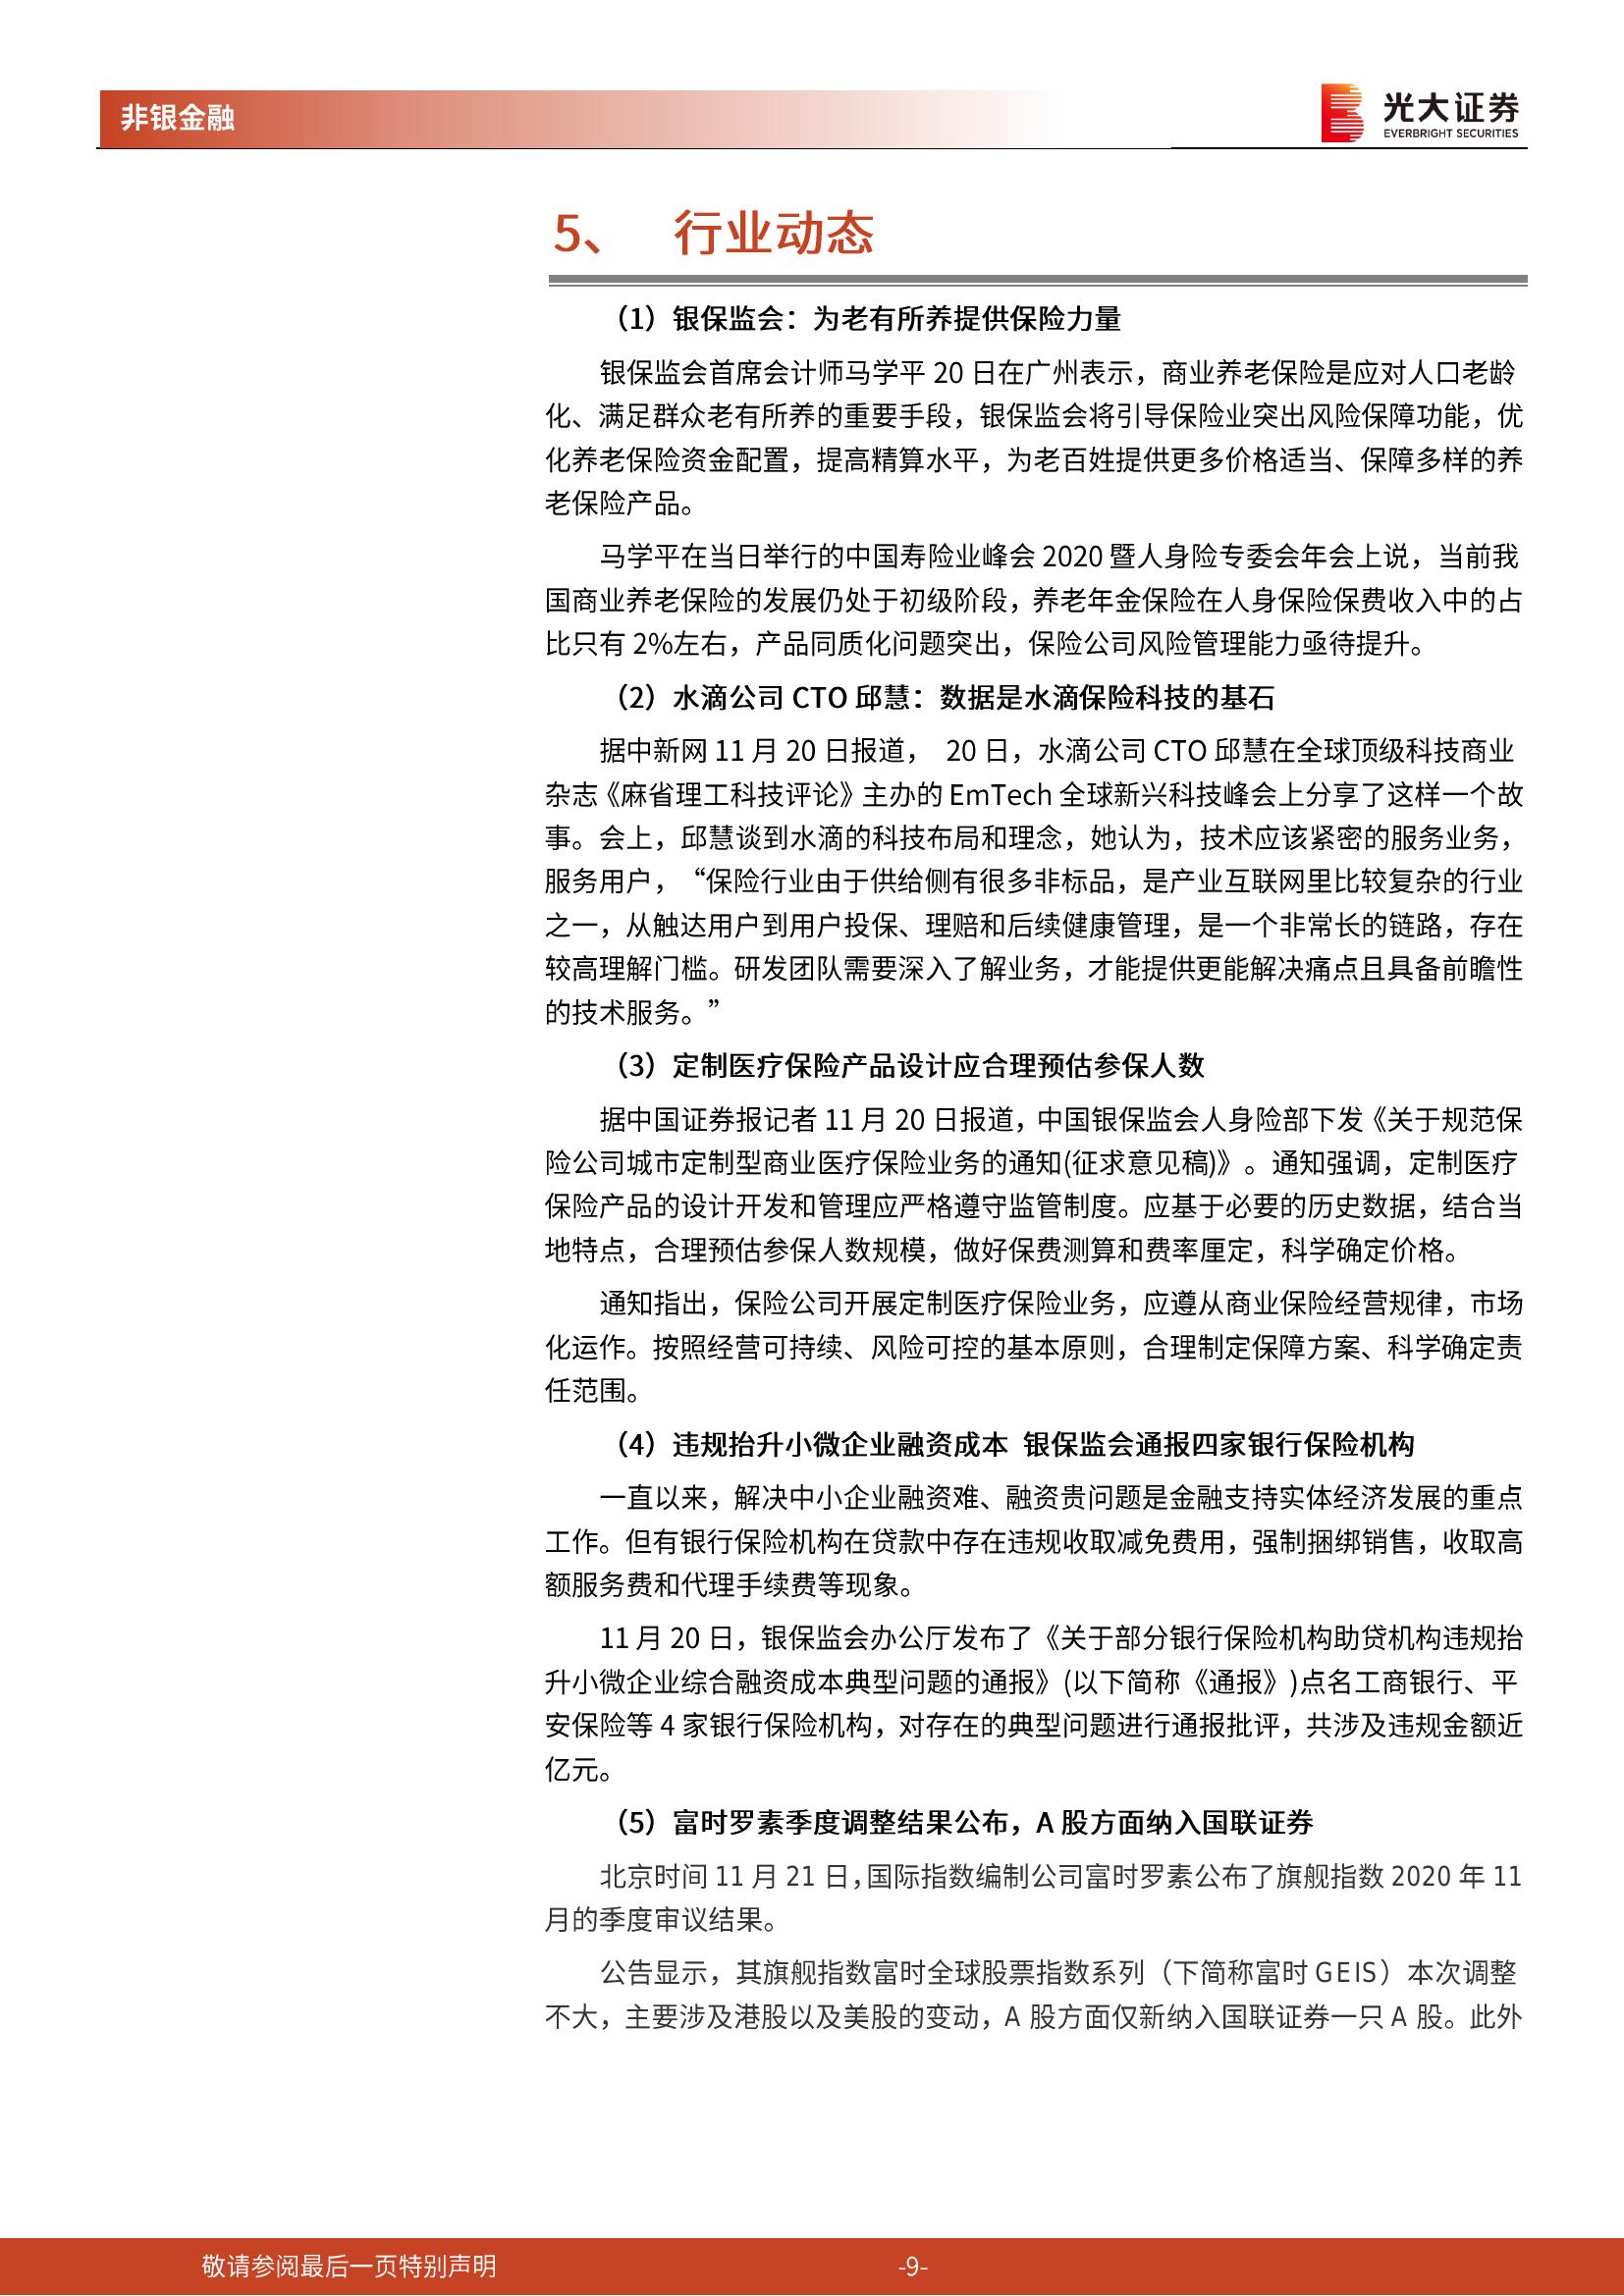 非银金融
光大证券
EVERBRIGHT SECURITIES
5、 行业动态
（1）银保监会：为老有所养提供保险力量
银保监会首席会计师马学平 20 日在广州表示，商业养老保险是应对人口老龄
化、满足群众老有所养的重要手段，银保监会将引导保险业突出风险保障功能，优
化养老保险资金配置，提高精算水平，为老百姓提供更多价格适当、保障多样的养
老保险产品。
马学平在当日举行的中国寿险业峰会 2020 暨人身险专委会年会上说，当前我
国商业养老保险的发展仍处于初级阶段，养老年金保险在人身保险保费收入中的占
比只有 2%左右，产品同质化问题突出，保险公司风险管理能力亟待提升。
（2）水滴公司 CTO 邱慧：数据是水滴保险科技的基石
据中新网 11 月 20 日报道， 20 日，水滴公司 CTO 邱慧在全球顶级科技商业
杂志《麻省理工科技评论》主办的 EmTech 全球新兴科技峰会上分享了这样一个故
事。会上，邱慧谈到水滴的科技布局和理念，她认为，技术应该紧密的服务业务，
服务用户，“保险行业由于供给侧有很多非标品，是产业互联网里比较复杂的行业
之一，从触达用户到用户投保、理赔和后续健康管理，是一个非常长的链路，存在
较高理解门槛。研发团队需要深入了解业务，才能提供更能解决痛点且具备前瞻性
的技术服务。”
（3）定制医疗保险产品设计应合理预估参保人数
据中国证券报记者 11 月 20 日报道，中国银保监会人身险部下发《关于规范保
险公司城市定制型商业医疗保险业务的通知(征求意见稿)》。通知强调，定制医疗
保险产品的设计开发和管理应严格遵守监管制度。应基于必要的历史数据，结合当
地特点，合理预估参保人数规模，做好保费测算和费率厘定，科学确定价格。
通知指出，保险公司开展定制医疗保险业务，应遵从商业保险经营规律，市场
化运作。按照经营可持续、风险可控的基本原则，合理制定保障方案、科学确定责
任范围。
（4）违规抬升小微企业融资成本 银保监会通报四家银行保险机构
一直以来，解决中小企业融资难、融资贵问题是金融支持实体经济发展的重点
工作。但有银行保险机构在贷款中存在违规收取减免费用，强制捆绑销售，收取高
额服务费和代理手续费等现象。
11 月 20 日，银保监会办公厅发布了《关于部分银行保险机构助贷机构违规抬
升小微企业综合融资成本典型问题的通报》(以下简称《通报》)点名工商银行、平
安保险等 4 家银行保险机构，对存在的典型问题进行通报批评，共涉及违规金额近
亿元。
（5）富时罗素季度调整结果公布，A 股方面纳入国联证券
北京时间 11 月 21 日，国际指数编制公司富时罗素公布了旗舰指数 2020 年 11
月的季度审议结果。
公告显示，其旗舰指数富时全球股票指数系列（下简称富时 GEIS）本次调整
不大，主要涉及港股以及美股的变动，A 股方面仅新纳入国联证券一只 A 股。此外
敬请参阅最后一页特别声明
-9-